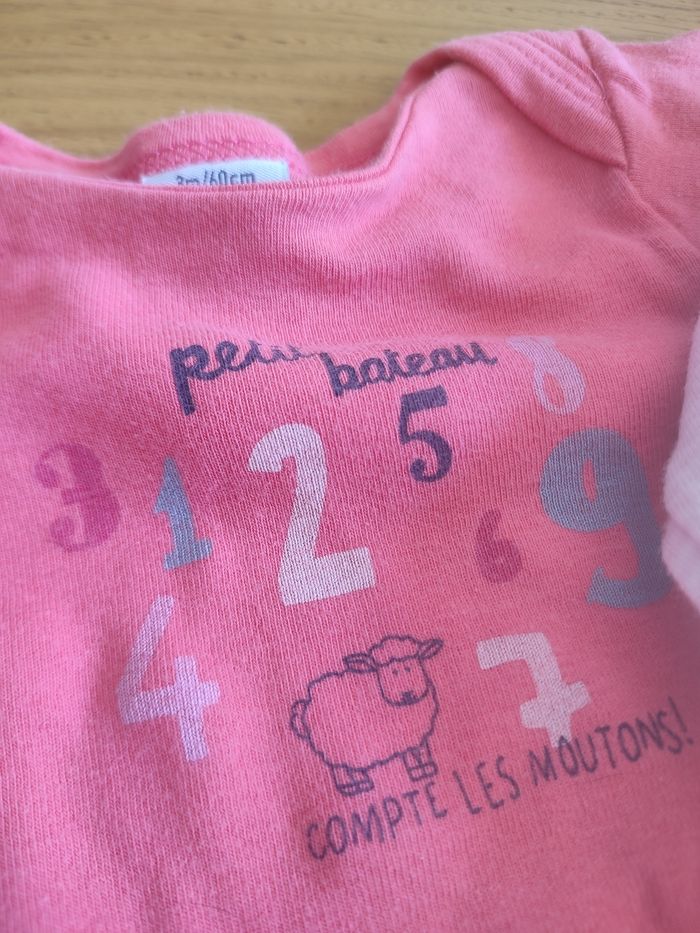 3m/60cm
petit bateau
8
5
3 1 2 6 9
4 7
COMPTE LES MOUTONS!